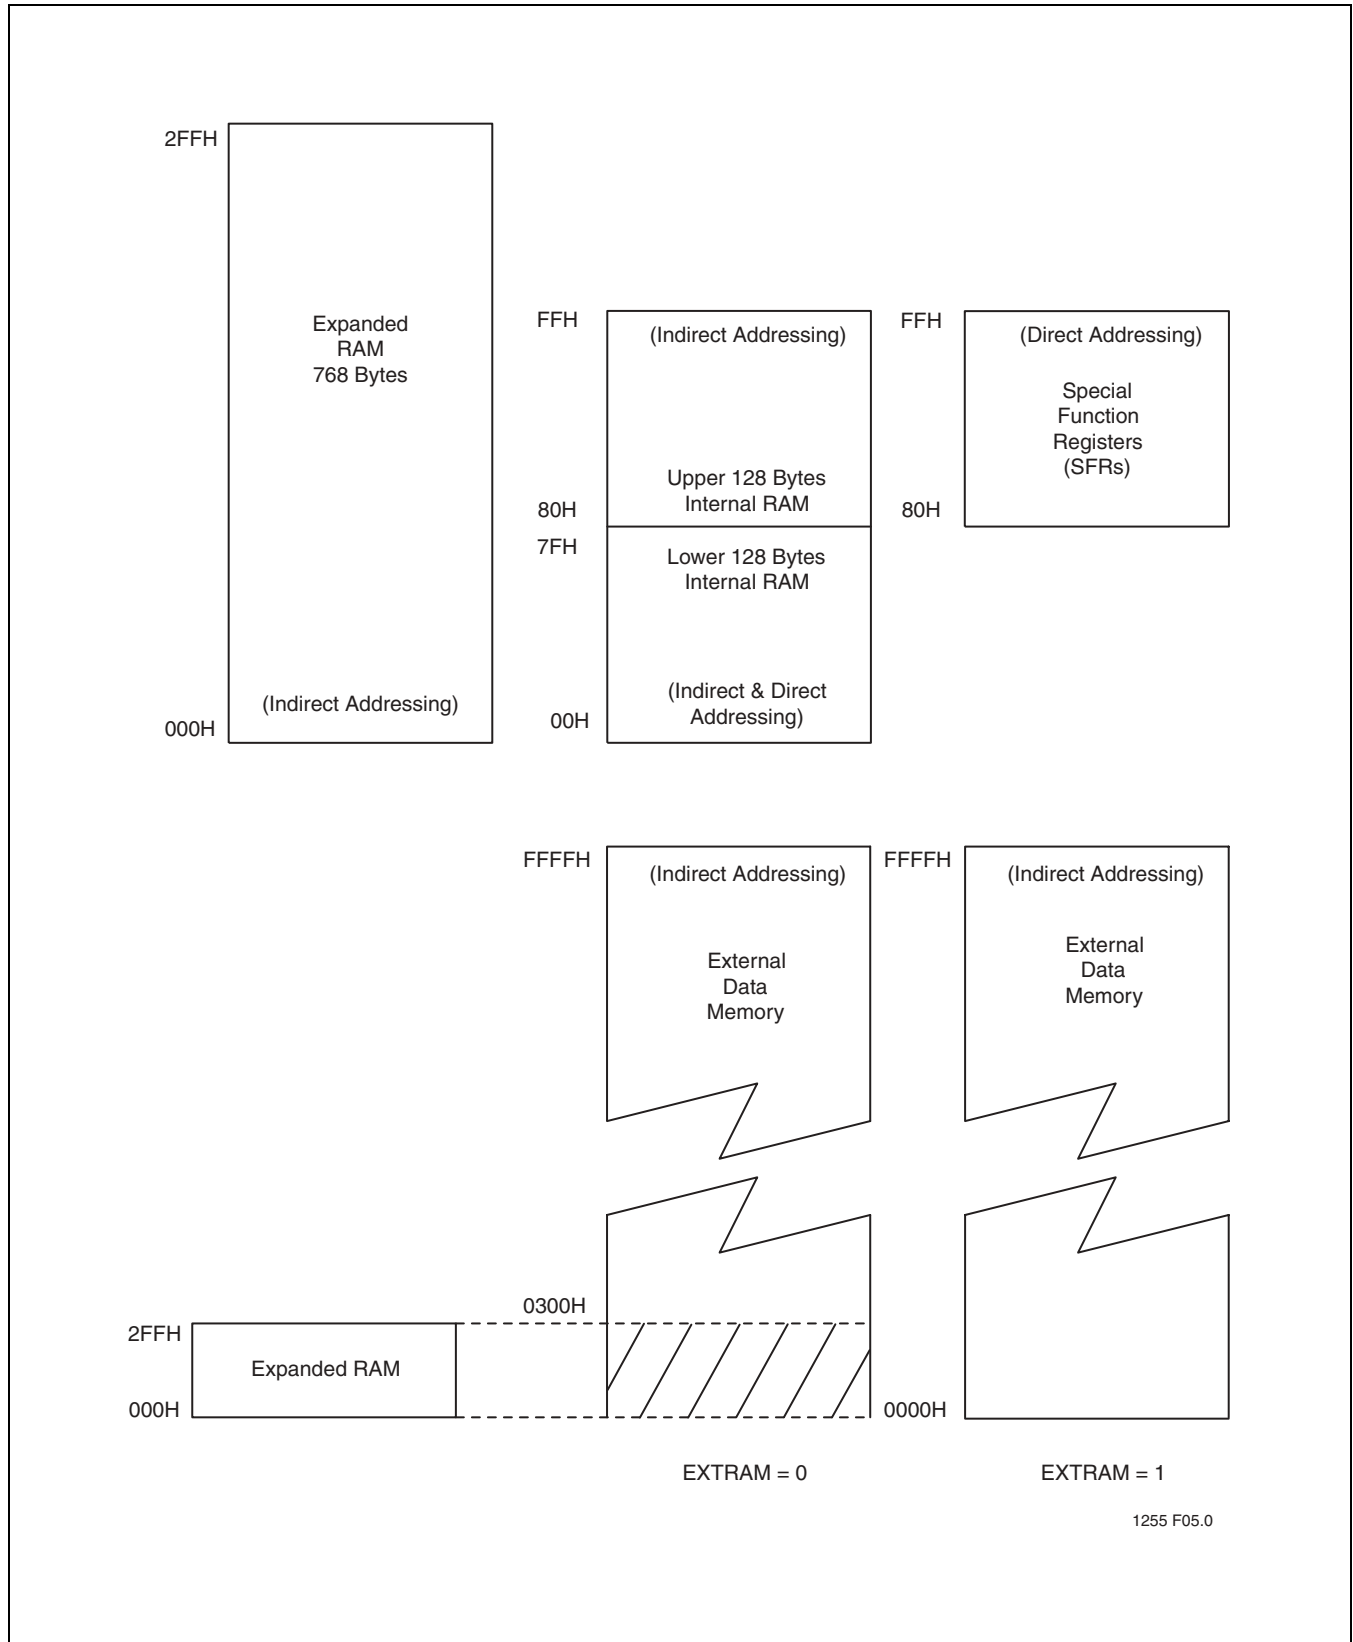 2FFH
Expanded
RAM
768 Bytes
(Indirect Addressing)
000H
FFH
(Indirect Addressing)
Upper 128 Bytes
Internal RAM
80H
7FH
Lower 128 Bytes
Internal RAM
(Indirect & Direct
Addressing)
00H
FFH
(Direct Addressing)
Special
Function
Registers
(SFRs)
80H
FFFFH
(Indirect Addressing)
External
Data
Memory
FFFFH
(Indirect Addressing)
External
Data
Memory
0300H
2FFH
Expanded RAM
000H
0000H
EXTRAM = 0
EXTRAM = 1
1255 F05.0